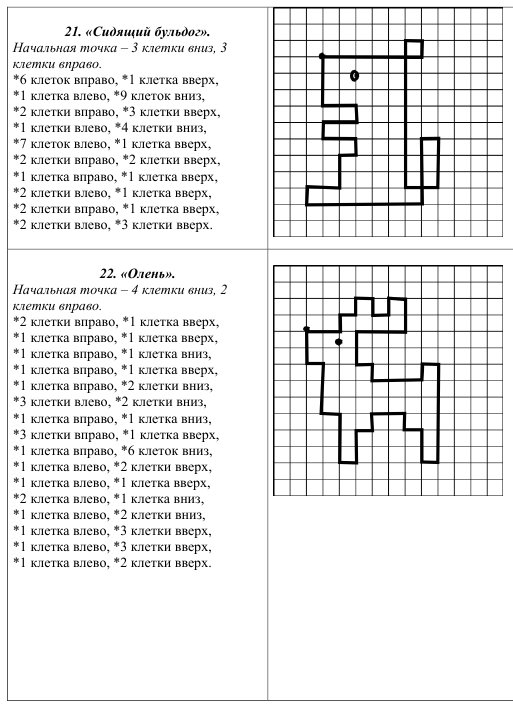 21. «Сидящий бульдог».
Начальная точка – 3 клетки вниз, 3
клетки вправо.
*6 клеток вправо, *1 клетка вверх,
*1 клетка влево, *9 клеток вниз,
*2 клетки вправо, *3 клетки вверх,
*1 клетка влево, *4 клетки вниз,
*7 клеток влево, *1 клетка вверх,
*2 клетки вправо, *2 клетки вверх,
*1 клетка вправо, *1 клетка вверх,
*2 клетки влево, *1 клетка вверх,
*2 клетки вправо, *1 клетка вверх,
*2 клетки влево, *3 клетки вверх.
22. «Олень».
Начальная точка – 4 клетки вниз, 2
клетки вправо.
*2 клетки вправо, *1 клетка вверх,
*1 клетка вправо, *1 клетка вверх,
*1 клетка вправо, *1 клетка вниз,
*1 клетка вправо, *1 клетка вверх,
*1 клетка вправо, *2 клетки вниз,
*3 клетки влево, *2 клетки вниз,
*1 клетка вправо, *1 клетка вниз,
*3 клетки вправо, *1 клетка вверх,
*1 клетка вправо, *6 клеток вниз,
*1 клетка влево, *2 клетки вверх,
*1 клетка влево, *1 клетка вверх,
*2 клетки влево, *1 клетка вниз,
*1 клетка влево, *2 клетки вниз,
*1 клетка влево, *3 клетки вверх,
*1 клетка влево, *3 клетки вверх,
*1 клетка влево, *2 клетки вверх.